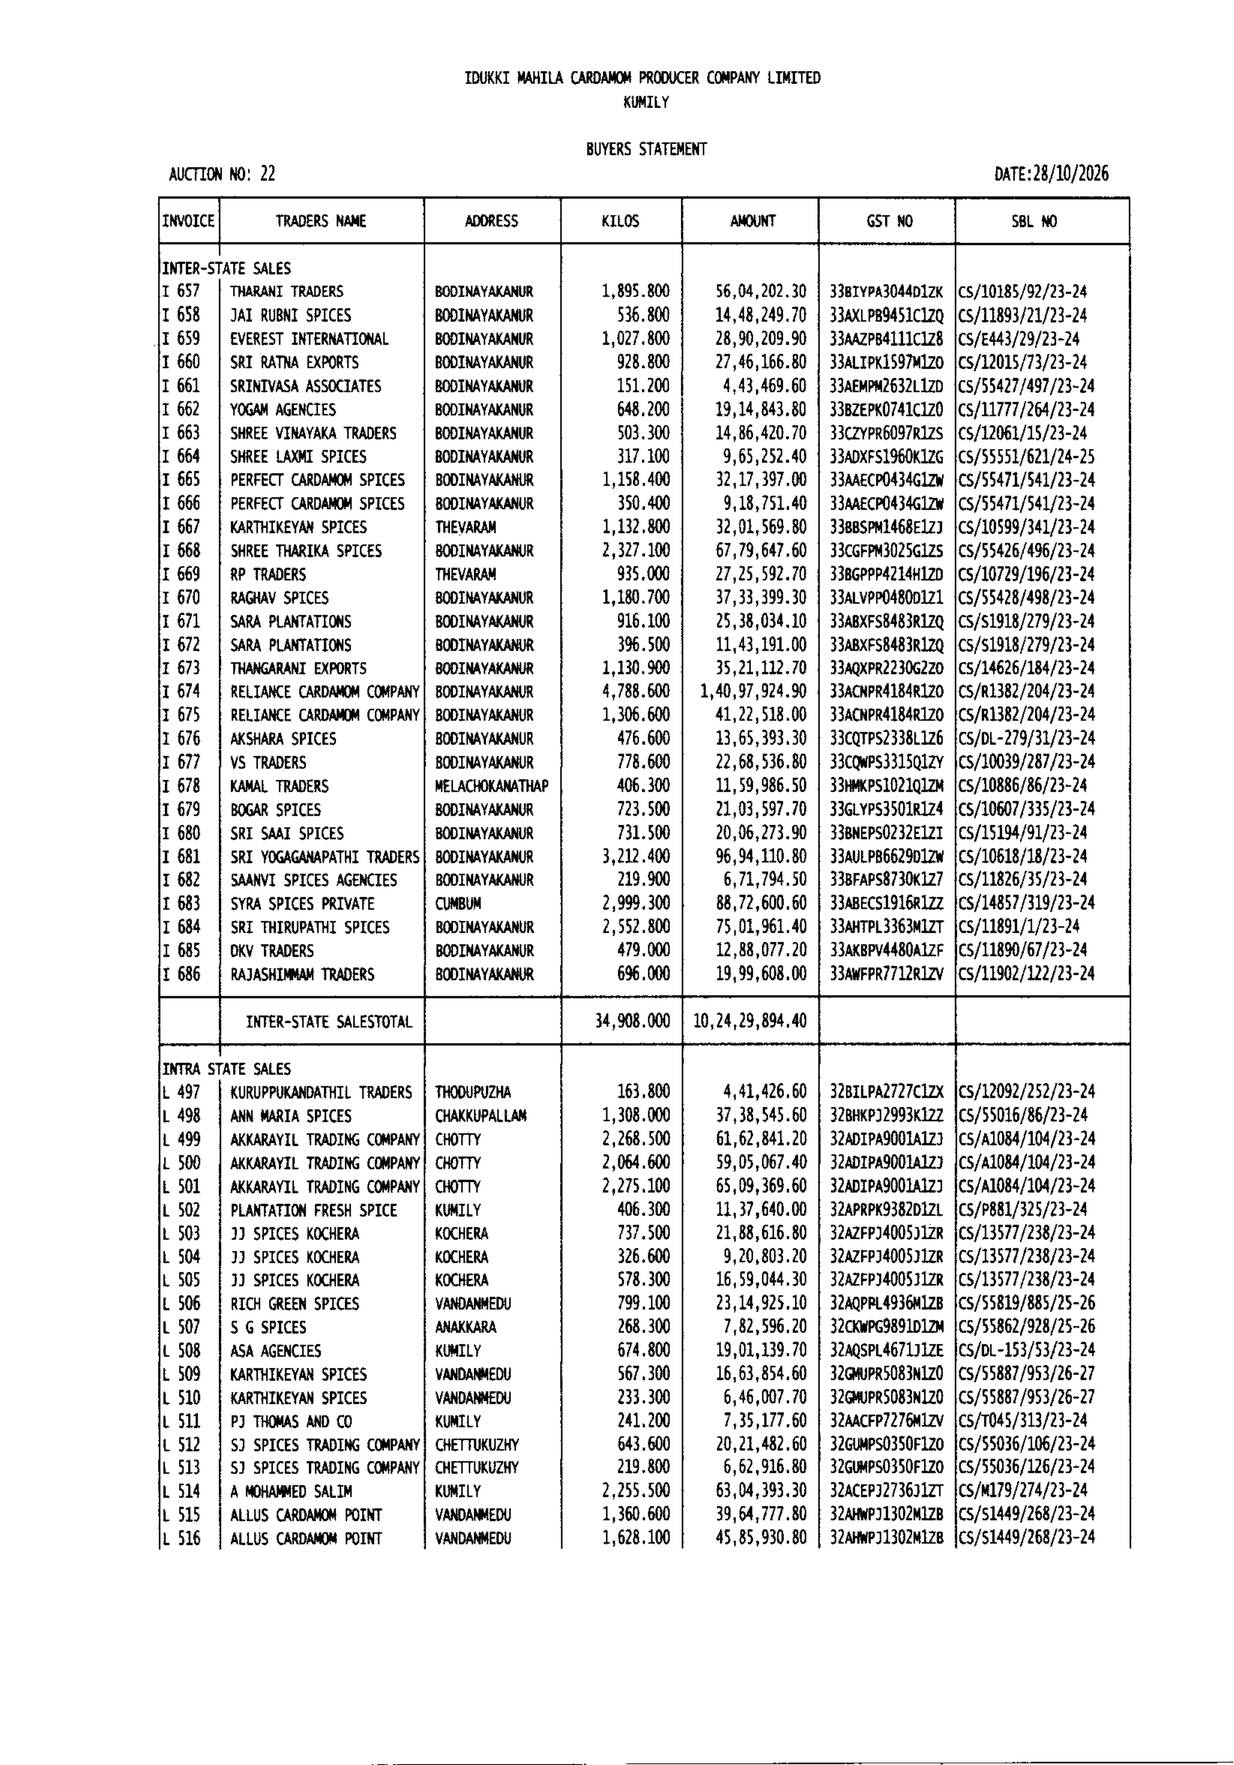 IDUKKI MAHILA CARDAMOM PRODUCER COMPANY LIMITED
KUMILY
BUYERS STATEMENT
AUCTION NO: 22 DATE:28/10/2026
INVOICE TRADERS NAME ADDRESS KILOS AMOUNT GST NO SBL NO
INTER-STATE SALES
I 657 THARANI TRADERS BODINAYAKANUR 1,895.800 56,04,202.30 33BIYPA3044D1ZK CS/10185/92/23-24
I 658 JAI RUBNI SPICES BODINAYAKANUR 536.800 14,48,249.70 33AXLPB9451C1ZQ CS/11893/21/23-24
I 659 EVEREST INTERNATIONAL BODINAYAKANUR 1,027.800 28,90,209.90 33AAZPB4111C1Z8 CS/E443/29/23-24
I 660 SRI RATNA EXPORTS BODINAYAKANUR 928.800 27,46,166.80 33ALIPK1597M1ZO CS/12015/73/23-24
I 661 SRINIVASA ASSOCIATES BODINAYAKANUR 151.200 4,43,469.60 33AEMPM2632L1ZD CS/55427/497/23-24
I 662 YOGAM AGENCIES BODINAYAKANUR 648.200 19,14,843.80 33BZEPK0741C1Z0 CS/11777/264/23-24
I 663 SHREE VINAYAKA TRADERS BODINAYAKANUR 503.300 14,86,420.70 33CZYPR6097R1ZS CS/12061/15/23-24
I 664 SHREE LAXMI SPICES BODINAYAKANUR 317.100 9,65,252.40 33ADXFS1960K1ZG CS/55551/621/24-25
I 665 PERFECT CARDAMOM SPICES BODINAYAKANUR 1,158.400 32,17,397.00 33AAECP0434G1ZW CS/55471/541/23-24
I 666 PERFECT CARDAMOM SPICES BODINAYAKANUR 350.400 9,18,751.40 33AAECP0434G1ZW CS/55471/541/23-24
I 667 KARTHIKEYAN SPICES THEVARAM 1,132.800 32,01,569.80 33BBSPM1468E1ZJ CS/10599/341/23-24
I 668 SHREE THARIKA SPICES BODINAYAKANUR 2,327.100 67,79,647.60 33CGFPM3025G1ZS CS/55426/496/23-24
I 669 RP TRADERS THEVARAM 935.000 27,25,592.70 33BGPPP4214H1ZD CS/10729/196/23-24
I 670 RAGHAV SPICES BODINAYAKANUR 1,180.700 37,33,399.30 33ALVPP0480D1Z1 CS/55428/498/23-24
I 671 SARA PLANTATIONS BODINAYAKANUR 916.100 25,38,034.10 33ABXFS8483R1ZQ CS/S1918/279/23-24
I 672 SARA PLANTATIONS BODINAYAKANUR 396.500 11,43,191.00 33ABXFS8483R1ZQ CS/S1918/279/23-24
I 673 THANGARANI EXPORTS BODINAYAKANUR 1,130.900 35,21,112.70 33AQXPR2230G2ZO CS/14626/184/23-24
I 674 RELIANCE CARDAMOM COMPANY BODINAYAKANUR 4,788.600 1,40,97,924.90 33ACNPR4184R1ZO CS/R1382/204/23-24
I 675 RELIANCE CARDAMOM COMPANY BODINAYAKANUR 1,306.600 41,22,518.00 33ACNPR4184R1ZO CS/R1382/204/23-24
I 676 AKSHARA SPICES BODINAYAKANUR 476.600 13,65,393.30 33CQTPS2338L1Z6 CS/DL-279/31/23-24
I 677 VS TRADERS BODINAYAKANUR 778.600 22,68,536.80 33CQWPS3315Q1ZY CS/10039/287/23-24
I 678 KAMAL TRADERS MELACHOKANATHAP 406.300 11,59,986.50 33HMKPS1021Q1ZM CS/10886/86/23-24
I 679 BOGAR SPICES BODINAYAKANUR 723.500 21,03,597.70 33GLYPS3501R1Z4 CS/10607/335/23-24
I 680 SRI SAAI SPICES BODINAYAKANUR 731.500 20,06,273.90 33BNEPS0232E1ZI CS/15194/91/23-24
I 681 SRI YOGAGANAPATHI TRADERS BODINAYAKANUR 3,212.400 96,94,110.80 33AULPB6629D1ZW CS/10618/18/23-24
I 682 SAANVI SPICES AGENCIES BODINAYAKANUR 219.900 6,71,794.50 33BFAPS8730K1Z7 CS/11826/35/23-24
I 683 SYRA SPICES PRIVATE CUMBUM 2,999.300 88,72,600.60 33ABECS1916R1ZZ CS/14857/319/23-24
I 684 SRI THIRUPATHI SPICES BODINAYAKANUR 2,552.800 75,01,961.40 33AHTPL3363M1ZT CS/11891/1/23-24
I 685 DKV TRADERS BODINAYAKANUR 479.000 12,88,077.20 33AKBPV4480A1ZF CS/11890/67/23-24
I 686 RAJASHIMMAM TRADERS BODINAYAKANUR 696.000 19,99,608.00 33AWFPR7712R1ZV CS/11902/122/23-24
INTER-STATE SALESTOTAL 34,908.000 10,24,29,894.40
INTRA STATE SALES
L 497 KURUPPUKANDATHIL TRADERS THODUPUZHA 163.800 4,41,426.60 32BILPA2727C1ZX CS/12092/252/23-24
L 498 ANN MARIA SPICES CHAKKUPALLAM 1,308.000 37,38,545.60 32BHKPJ2993K1ZZ CS/55016/86/23-24
L 499 AKKARAYIL TRADING COMPANY CHOTTY 2,268.500 61,62,841.20 32ADIPA9001A1ZJ CS/A1084/104/23-24
L 500 AKKARAYIL TRADING COMPANY CHOTTY 2,064.600 59,05,067.40 32ADIPA9001A1ZJ CS/A1084/104/23-24
L 501 AKKARAYIL TRADING COMPANY CHOTTY 2,275.100 65,09,369.60 32ADIPA9001A1ZJ CS/A1084/104/23-24
L 502 PLANTATION FRESH SPICE KUMILY 406.300 11,37,640.00 32APRPK9382D1ZL CS/P881/325/23-24
L 503 JJ SPICES KOCHERA KOCHERA 737.500 21,88,616.80 32AZFPJ4005J1ZR CS/13577/238/23-24
L 504 JJ SPICES KOCHERA KOCHERA 326.600 9,20,803.20 32AZFPJ4005J1ZR CS/13577/238/23-24
L 505 JJ SPICES KOCHERA KOCHERA 578.300 16,59,044.30 32AZFPJ4005J1ZR CS/13577/238/23-24
L 506 RICH GREEN SPICES VANDANMEDU 799.100 23,14,925.10 32AQPPL4936M1ZB CS/55819/885/25-26
L 507 S G SPICES ANAKKARA 268.300 7,82,596.20 32CKWPG9891D1ZM CS/55862/928/25-26
L 508 ASA AGENCIES KUMILY 674.800 19,01,139.70 32AQSPL4671J1ZE CS/DL-153/53/23-24
L 509 KARTHIKEYAN SPICES VANDANMEDU 567.300 16,63,854.60 32GMUPR5083N1ZO CS/55887/953/26-27
L 510 KARTHIKEYAN SPICES VANDANMEDU 233.300 6,46,007.70 32GMUPR5083N1ZO CS/55887/953/26-27
L 511 PJ THOMAS AND CO KUMILY 241.200 7,35,177.60 32AACFP7276M1ZV CS/T045/313/23-24
L 512 SJ SPICES TRADING COMPANY CHETTUKUZHY 643.600 20,21,482.60 32GUMPS0350F1ZO CS/55036/106/23-24
L 513 SJ SPICES TRADING COMPANY CHETTUKUZHY 219.800 6,62,916.80 32GUMPS0350F1ZO CS/55036/126/23-24
L 514 A MOHAMMED SALIM KUMILY 2,255.500 63,04,393.30 32ACEPJ2736J1ZT CS/M179/274/23-24
L 515 ALLUS CARDAMOM POINT VANDANMEDU 1,360.600 39,64,777.80 32AHWPJ1302M1ZB CS/S1449/268/23-24
L 516 ALLUS CARDAMOM POINT VANDANMEDU 1,628.100 45,85,930.80 32AHWPJ1302M1ZB CS/S1449/268/23-24